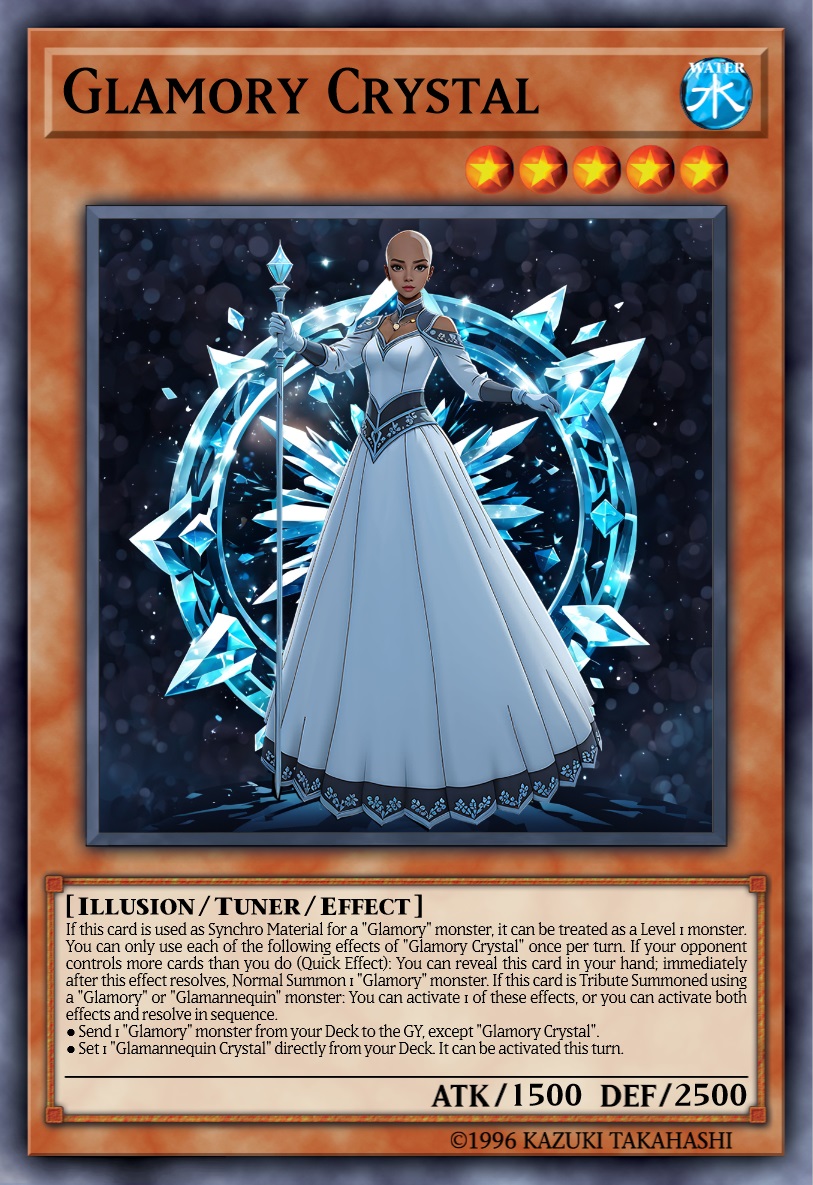 Glamory Crystal
WATER
水
[Illusion/Tuner/Effect]
If this card is used as Synchro Material for a "Glamory" monster, it can be treated as a Level 1 monster.
You can only use each of the following effects of "Glamory Crystal" once per turn. If your opponent
controls more cards than you do (Quick Effect): You can reveal this card in your hand; immediately
after this effect resolves, Normal Summon 1 "Glamory" monster. If this card is Tribute Summoned using
a "Glamory" or "Glamannequin" monster: You can activate 1 of these effects, or you can activate both
effects and resolve in sequence.
● Send 1 "Glamory" monster from your Deck to the GY, except "Glamory Crystal".
● Set 1 "Glamannequin Crystal" directly from your Deck. It can be activated this turn.
ATK/1500 DEF/2500
©1996 KAZUKI TAKAHASHI